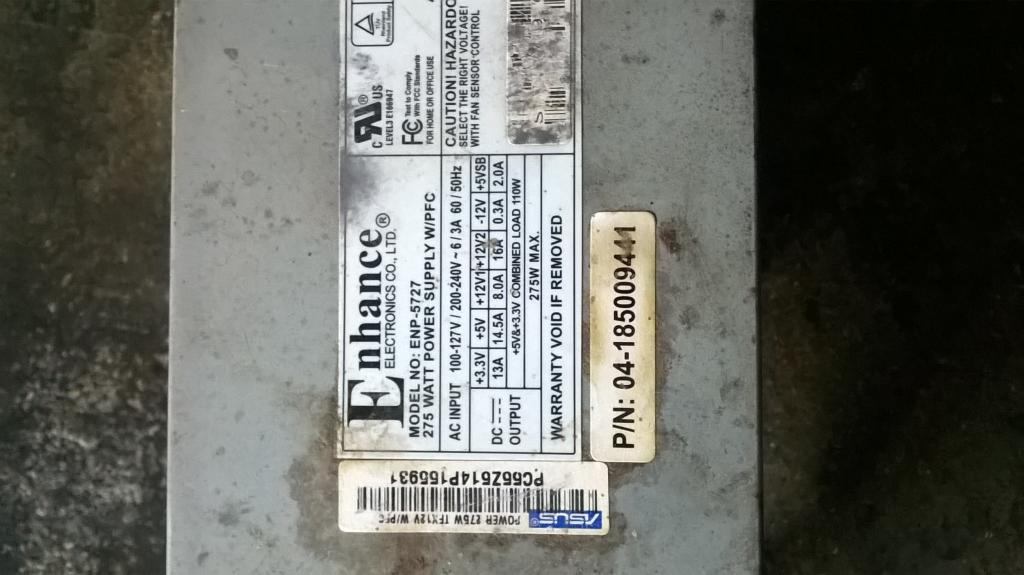 Enhance®
ELECTRONICS CO., LTD.
MODEL NO: ENP-5727
275 WATT POWER SUPPLY W/PFC
AC INPUT 100-127V / 200-240V ~ 6 / 3A 60 / 50Hz
DC OUTPUT
+3.3V +5V +12V1 +12V2 -12V +5VSB
13A 14.5A 8.0A 16A 0.3A 2.0A
+5V&+3.3V COMBINED LOAD 110W
275W MAX.
WARRANTY VOID IF REMOVED
C US ®
LEVEL3 E166947
FC Test to Comply
With FCC Standards
FOR HOME OR OFFICE USE
CAUTION! HAZARDO
SELECT THE RIGHT VOLTAGE!
WITH FAN SENSOR CONTROL
P/N: 04-185009441
ASUS POWER 275W TFX12V W/PFC
PC55Z514P155931